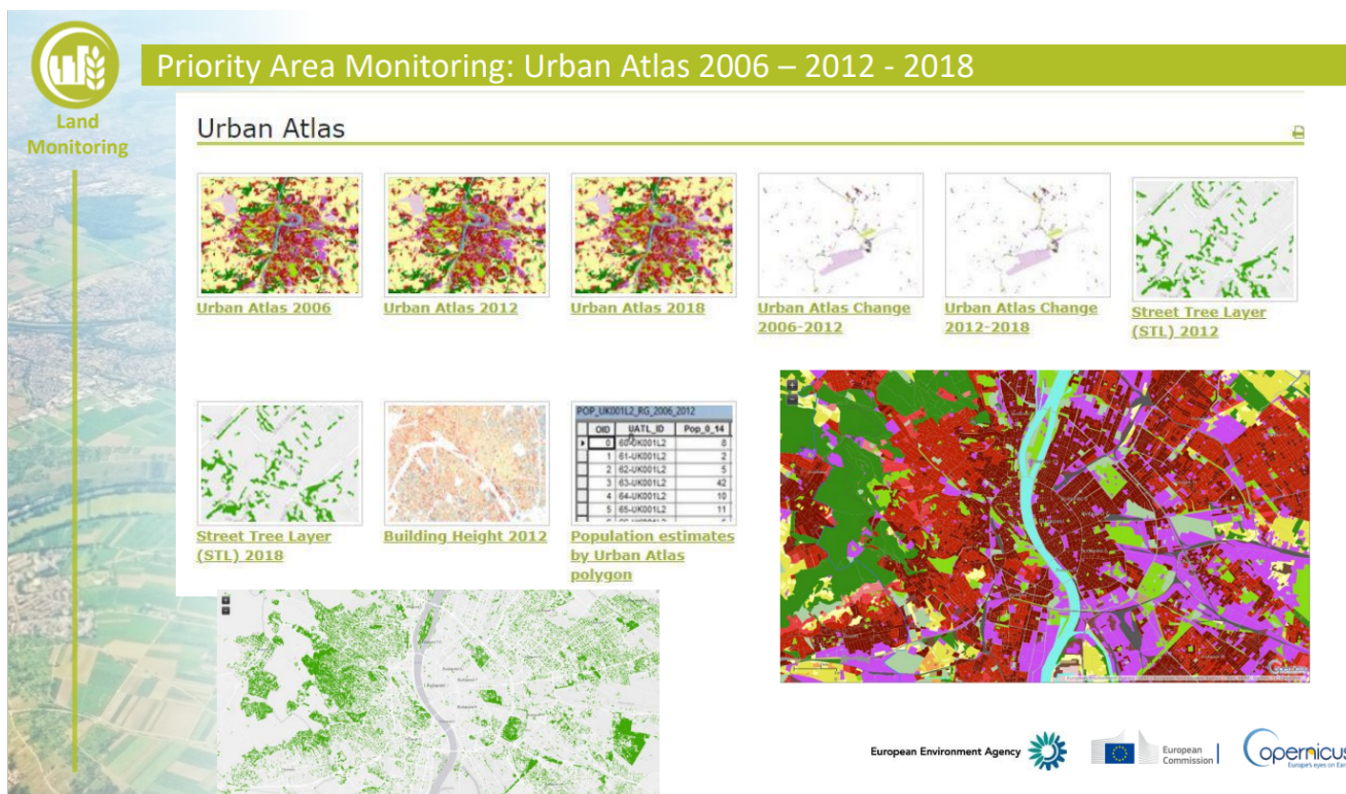 Priority Area Monitoring: Urban Atlas 2006 – 2012 - 2018
Land
Monitoring
Urban Atlas
Urban Atlas 2006
Urban Atlas 2012
Urban Atlas 2018
Urban Atlas Change
2006-2012
Urban Atlas Change
2012-2018
Street Tree Layer
(STL) 2012
Street Tree Layer
(STL) 2018
Building Height 2012
POP_UK001L2_RG_2006_2012
OID UATL_ID Pop_0_14
0 60-UK001L2 8
1 61-UK001L2 2
2 62-UK001L2 5
3 63-UK001L2 42
4 64-UK001L2 10
5 65-UK001L2 11
Population estimates
by Urban Atlas
polygon
European Environment Agency
European
Commission
Copernicus
Europe's eyes on Eart